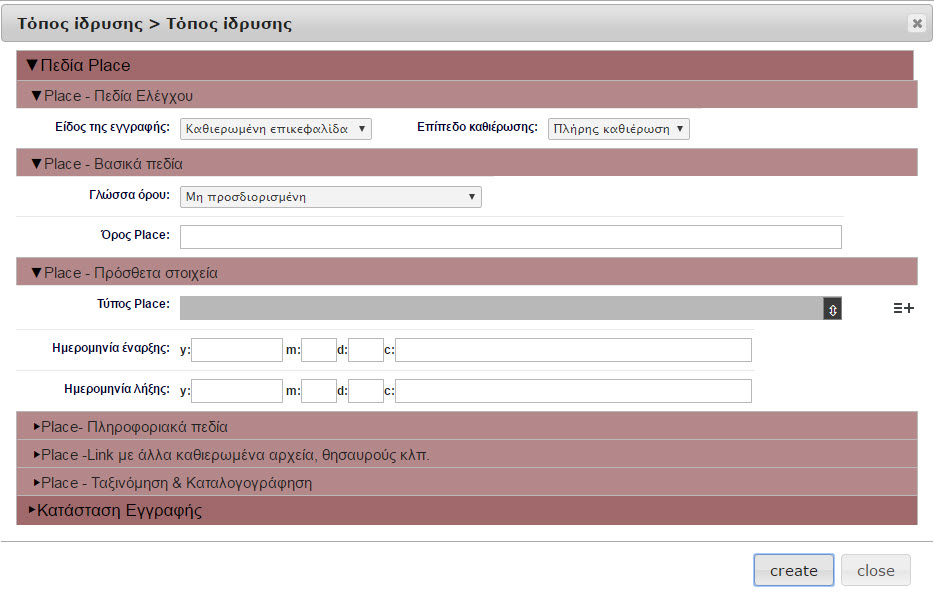 Τόπος ίδρυσης > Τόπος ίδρυσης
▼Πεδία Place
▼Place - Πεδία Ελέγχου
Είδος της εγγραφής: Καθιερωμένη επικεφαλίδα ▼ Επίπεδο καθιέρωσης: Πλήρης καθιέρωση ▼
▼Place - Βασικά πεδία
Γλώσσα όρου: Μη προσδιορισμένη ▼
Όρος Place:
▼Place - Πρόσθετα στοιχεία
Τύπος Place:
Ημερομηνία έναρξης: y: m: d: c:
Ημερομηνία λήξης: y: m: d: c:
▸Place- Πληροφοριακά πεδία
▸Place -Link με άλλα καθιερωμένα αρχεία, θησαυρούς κλπ.
▸Place - Ταξινόμηση & Καταλογογράφηση
▸Κατάσταση Εγγραφής
create close